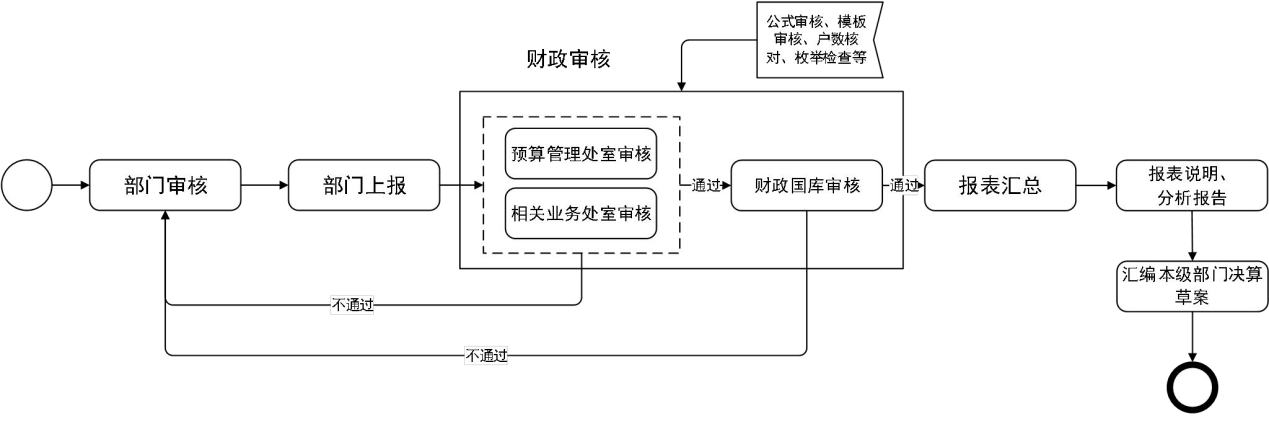 公式审核、模板
审核、户数核
对、枚举检查等
财政审核
部门审核
部门上报
预算管理处室审核
相关业务处室审核
通过
财政国库审核
通过
报表汇总
报表说明、
分析报告
汇编本级部门决算
草案
不通过
不通过